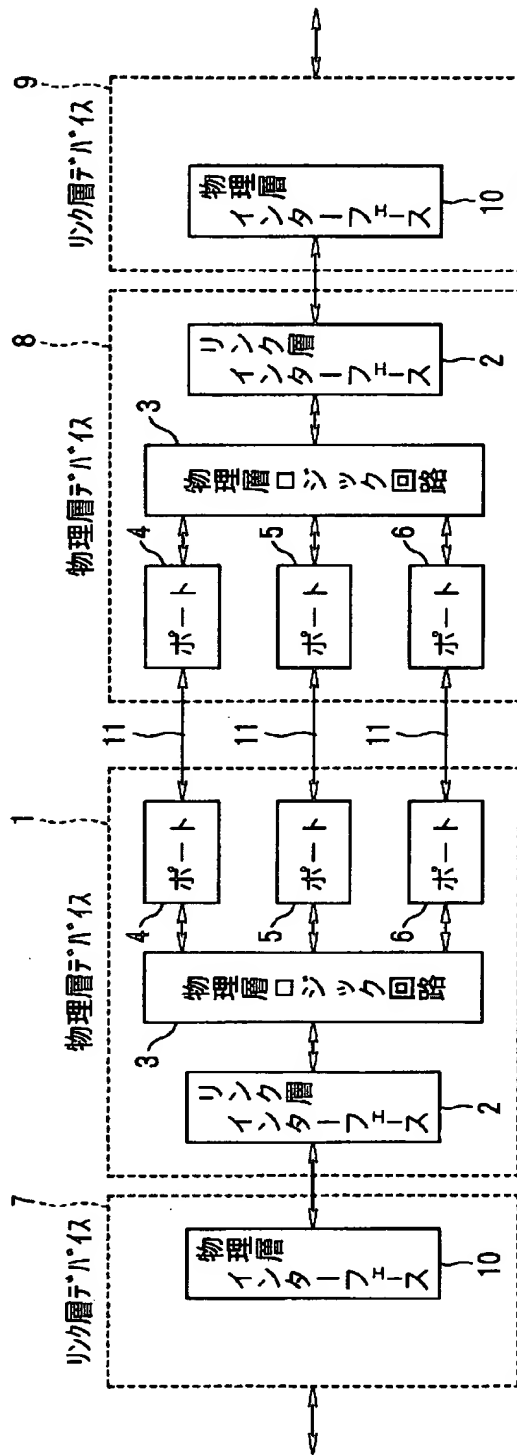 7
リンク層デバイス
物理層
インターフェース
10
1
物理層デバイス
リンク層
インターフェース
2
物理層ロジック回路
3
ポート
4
ポート
5
ポート
6
11
11
11
8
物理層デバイス
ポート
4
ポート
5
ポート
6
物理層ロジック回路
3
リンク層
インターフェース
2
9
リンク層デバイス
物理層
インターフェース
10